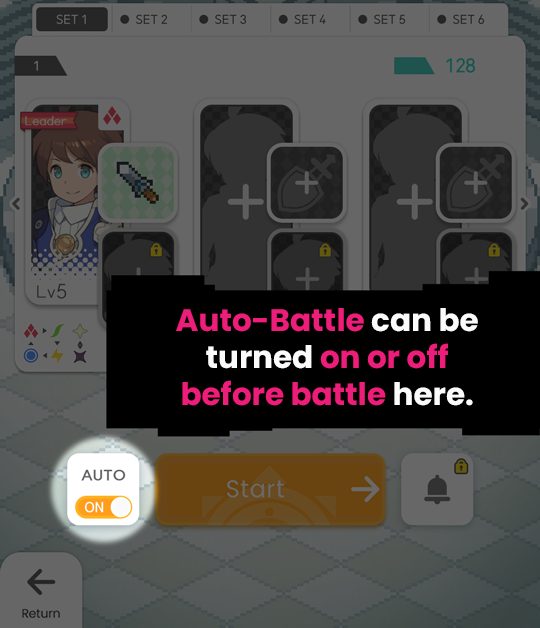 SET 1 SET 2 SET 3 SET 4 SET 5 SET 6
1 128
Leader
Lv5
Auto-Battle can be
turned on or off
before battle here.
AUTO
ON
Start
Return